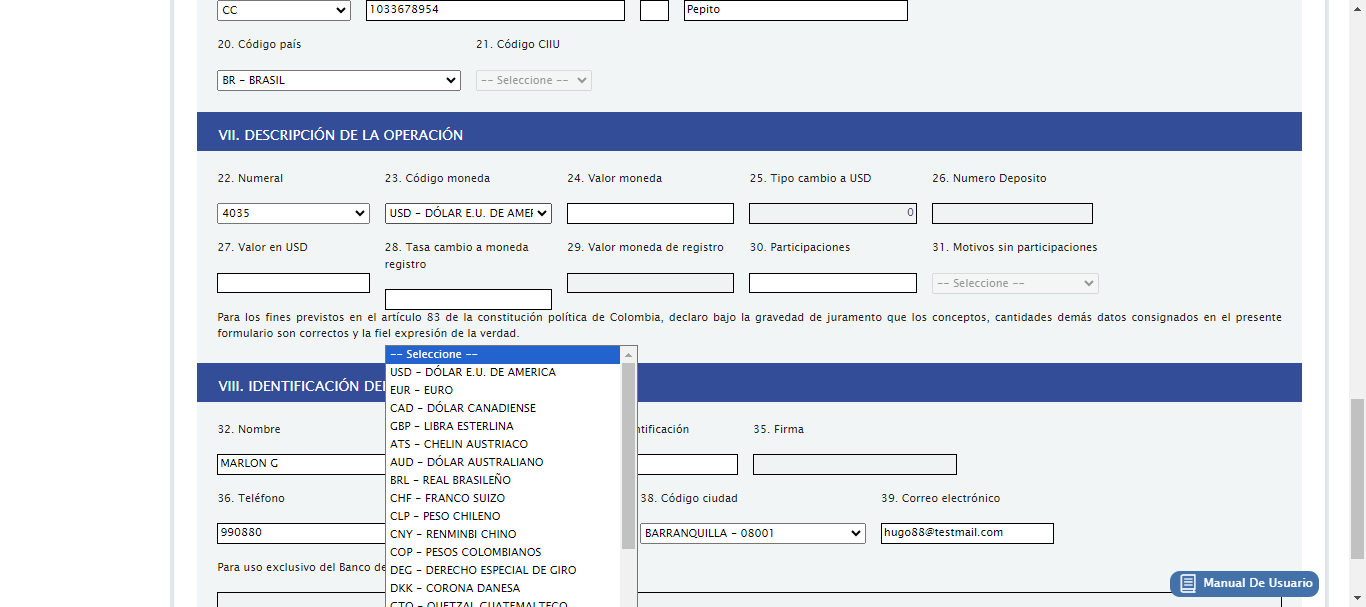 CC
1033678954
Pepito
20. Código país
21. Código CIIU
BR - BRASIL
-- Seleccione --
VII. DESCRIPCIÓN DE LA OPERACIÓN
22. Numeral
23. Código moneda
24. Valor moneda
25. Tipo cambio a USD
26. Numero Deposito
4035
USD - DÓLAR E.U. DE AMER
0
27. Valor en USD
28. Tasa cambio a moneda
registro
29. Valor moneda de registro
30. Participaciones
31. Motivos sin participaciones
-- Seleccione --
Para los fines previstos en el artículo 83 de la constitución política de Colombia, declaro bajo la gravedad de juramento que los conceptos, cantidades demás datos consignados en el presente
formulario son correctos y la fiel expresión de la verdad.
-- Seleccione --
USD - DÓLAR E.U. DE AMERICA
EUR - EURO
CAD - DÓLAR CANADIENSE
GBP - LIBRA ESTERLINA
ATS - CHELIN AUSTRIACO
AUD - DÓLAR AUSTRALIANO
BRL - REAL BRASILEÑO
CHF - FRANCO SUIZO
CLP - PESO CHILENO
CNY - RENMINBI CHINO
COP - PESOS COLOMBIANOS
DEG - DERECHO ESPECIAL DE GIRO
DKK - CORONA DANESA
GTQ - QUETZAL GUATEMALTECO
VIII. IDENTIFICACIÓN DE
32. Nombre
ntificación
35. Firma
MARLON G
36. Teléfono
38. Código ciudad
39. Correo electrónico
990880
BARRANQUILLA - 08001
hugo88@testmail.com
Para uso exclusivo del Banco de
Manual De Usuario